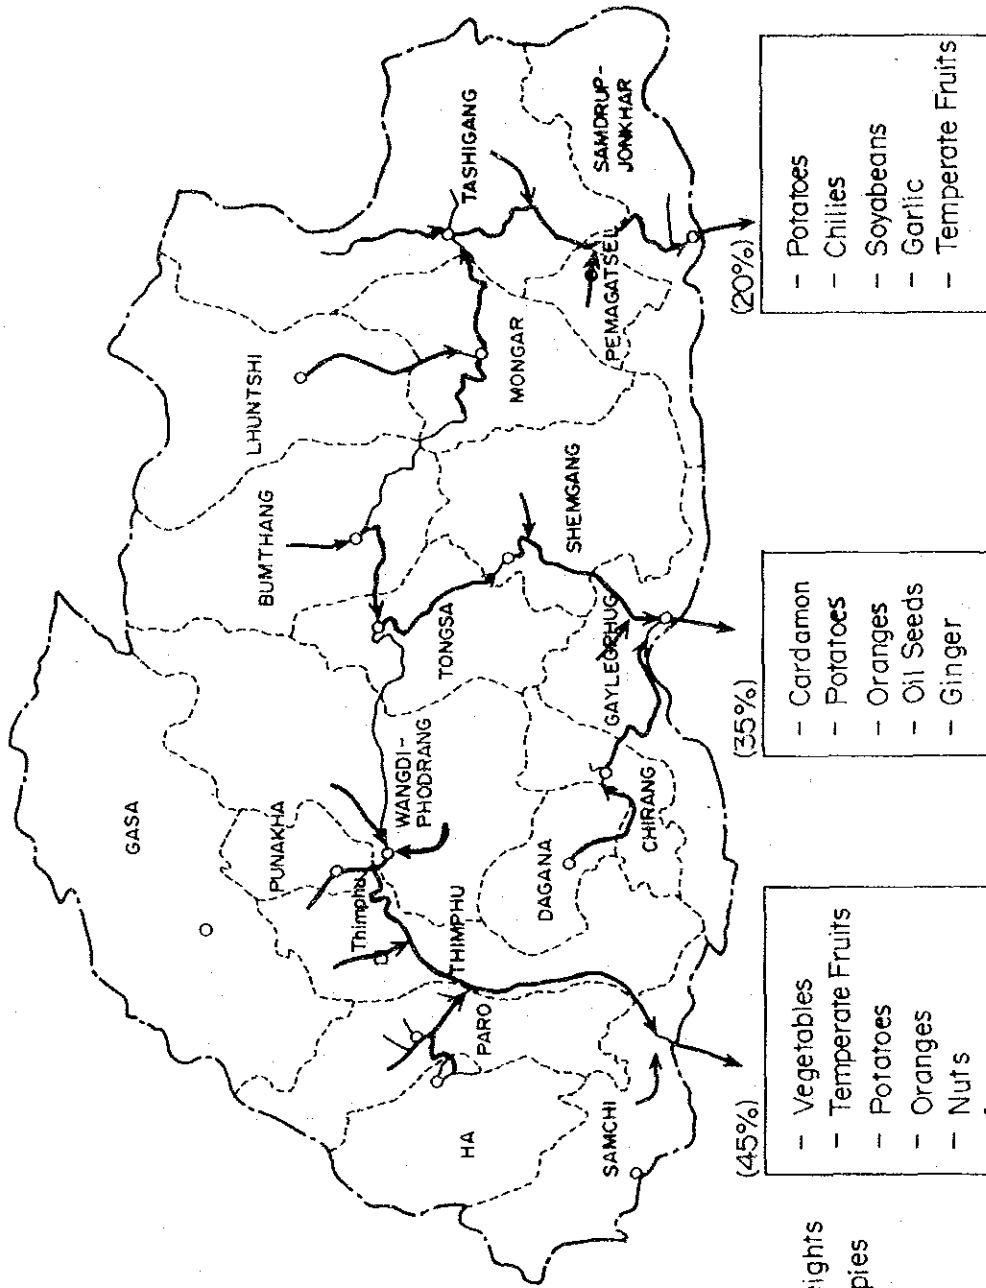 GASA
PUNAKHA
Thimphu
WANGDI-
PHODRANG
THIMPHU
PARO
HA
SAMCHI
DAGANA
CHIRANG
GAYLEGPHUG
TONGSA
BUMTHANG
SHEMGANG
LHUNTSHI
MONGAR
TASHIGANG
PEMAGATSEL
SAMDRUP-
JONKHAR
(45%)
- Vegetables
- Temperate Fruits
- Potatoes
- Oranges
- Nuts
(35%)
- Cardamon
- Potatoes
- Oranges
- Oil Seeds
- Ginger
(20%)
- Potatoes
- Chilies
- Soyabeans
- Garlic
- Temperate Fruits
ights
pies